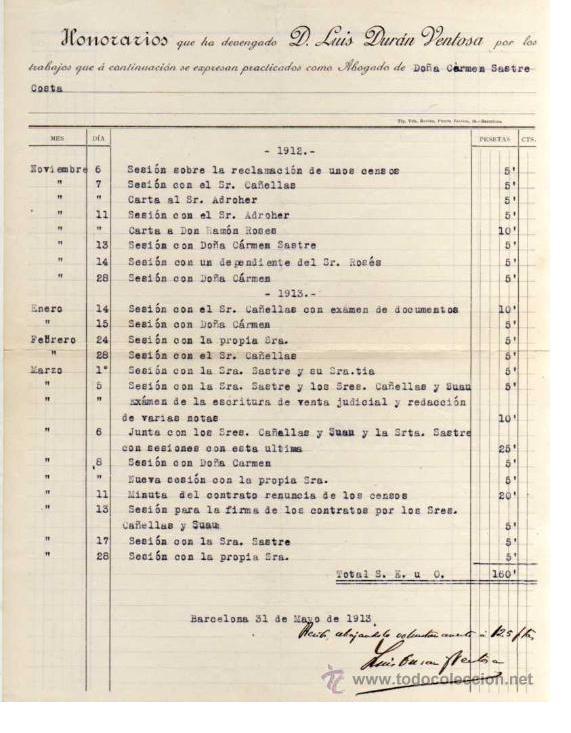 Honorarios que ha devengado D. Luis Durán Ventosa por los
trabajos que á continuación se expresan practicados como Abogado de Doña Cármen Sastre
Costa
MES DÍA PESETAS CTS.
- 1912.-
Noviembre 6 Sesión sobre la reclamación de unos censos 5'
" 7 Sesión con el Sr. Cañellas 5'
" " Carta al Sr. Adroher 5'
" 11 Sesión con el Sr. Adroher 5'
" " Carta a Don Ramón Roses 10'
" 13 Sesión con Doña Cármen Sastre 5'
" 14 Sesión con un dependiente del Sr. Rosés 5'
" 28 Sesión con Doña Cármen 5'
- 1913.-
Enero 14 Sesión con el Sr. Cañellas con exámen de documentos 10'
" 15 Sesión con Doña Cármen 5'
Febrero 24 Sesión con la propia Sra. 5'
" 28 Sesión con el Sr. Cañellas 5'
Marzo 1º Sesión con la Sra. Sastre y su Sra.tia 5'
" 5 Sesión con la Sra. Sastre y los Sres. Cañellas y Suau 5'
" " Exámen de la escritura de venta judicial y redacción
de varias notas 10'
" 6 Junta con los Sres. Cañellas y Suau y la Srta. Sastre
con sesiones con esta ultima 25'
" 8 Sesión con Doña Carmen 5'
" " Nueva sesión con la propia Sra. 5'
" 11 Minuta del contrato renuncia de los censos 20'
" 13 Sesión para la firma de los contratos por los Sres.
Cañellas y Suau 5'
" 17 Sesión con la Sra. Sastre 5'
" 28 Sesión con la propia Sra. 5'
Total S. E. u O. 160'
Barcelona 31 de Mayo de 1913
Recibí, rebajándolo voluntariamente a 125 ptas
Luis Duran y Ventosa
www.todocoleccion.net